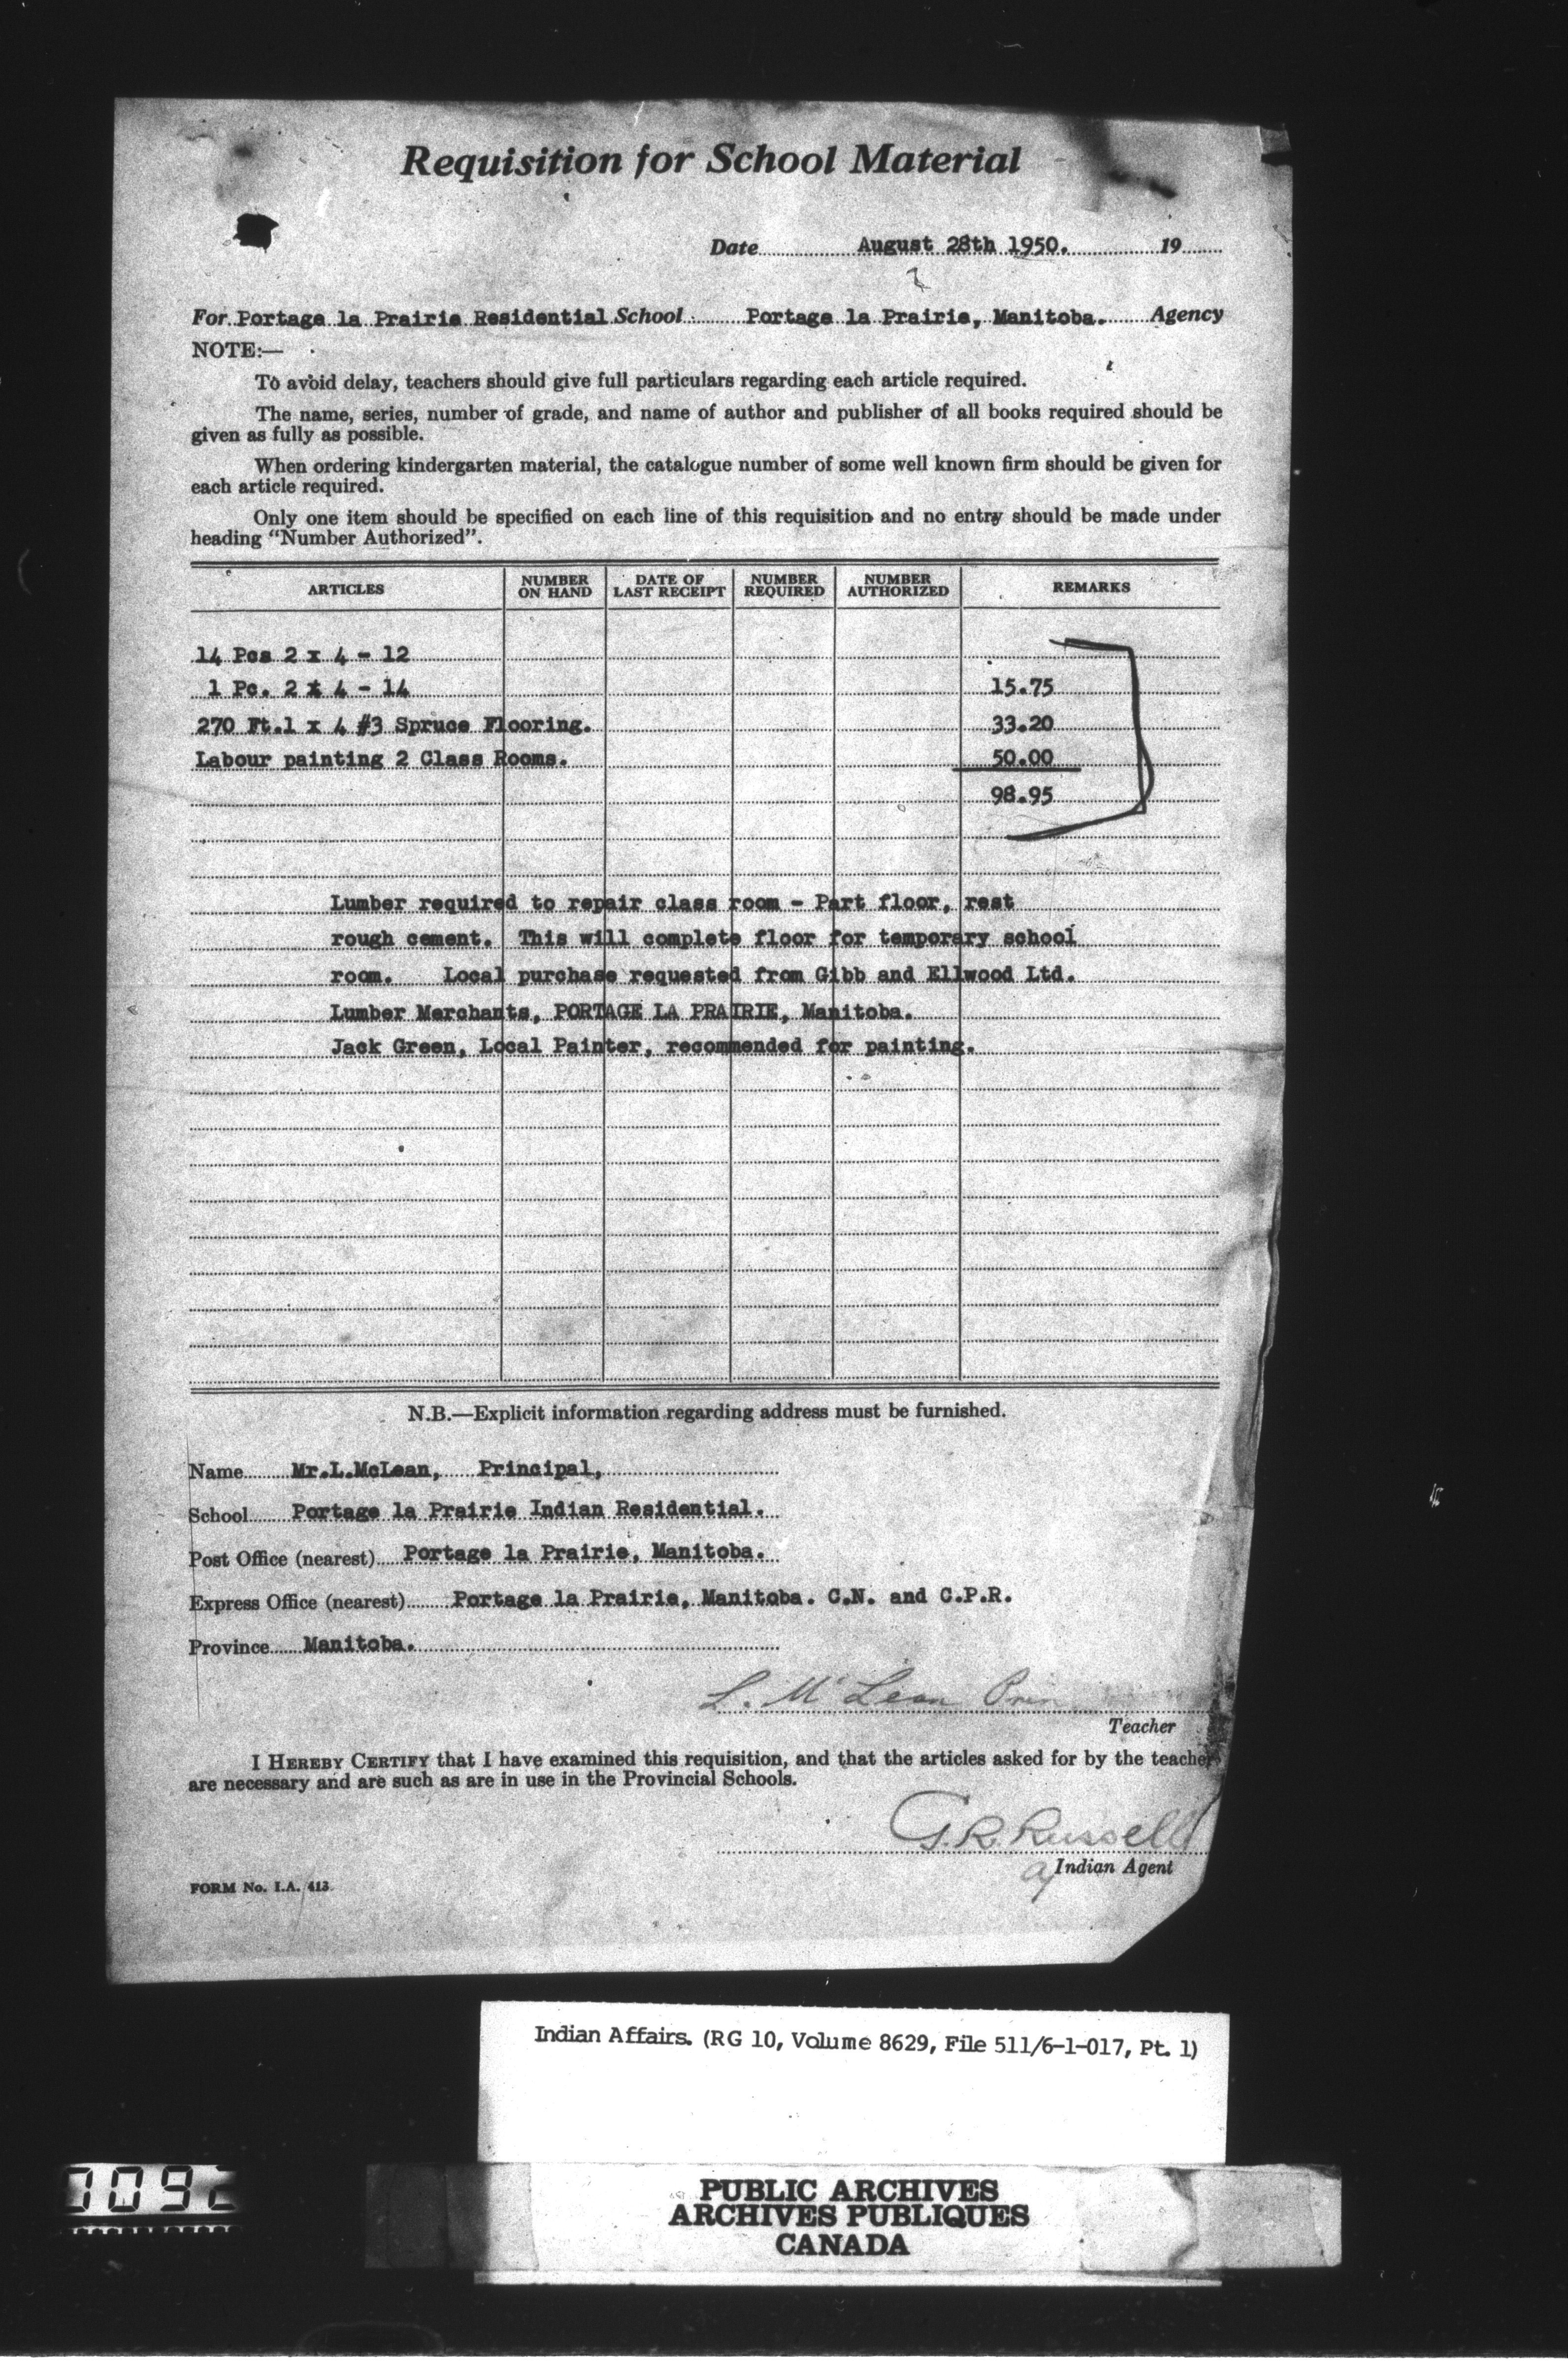 Requisition for School Material
Date August 28th 1950. 19
For Portage la Prairie Residential School Portage la Prairie, Manitoba. Agency
NOTE:—
To avoid delay, teachers should give full particulars regarding each article required.
The name, series, number of grade, and name of author and publisher of all books required should be
given as fully as possible.
When ordering kindergarten material, the catalogue number of some well known firm should be given for
each article required.
Only one item should be specified on each line of this requisition and no entry should be made under
heading "Number Authorized".
ARTICLES NUMBER ON HAND DATE OF LAST RECEIPT NUMBER REQUIRED NUMBER AUTHORIZED REMARKS
14 Pcs 2 x 4 - 12
1 Pc. 2 x 4 - 14 15.75
270 Ft.1 x 4 #3 Spruce Flooring. 33.20
Labour painting 2 Class Rooms. 50.00
98.95
Lumber required to repair class room - Part floor, rest
rough cement. This will complete floor for temporary school
room. Local purchase requested from Gibb and Ellwood Ltd.
Lumber Merchants, PORTAGE LA PRAIRIE, Manitoba.
Jack Green, Local Painter, recommended for painting.
N.B.—Explicit information regarding address must be furnished.
Name Mr.L.McLean, Principal,
School Portage la Prairie Indian Residential.
Post Office (nearest) Portage la Prairie, Manitoba.
Express Office (nearest) Portage la Prairie, Manitoba. C.N. and C.P.R.
Province Manitoba.
L. McLean Prin
Teacher
I HEREBY CERTIFY that I have examined this requisition, and that the articles asked for by the teacher
are necessary and are such as are in use in the Provincial Schools.
G.R. Russell
Indian Agent
FORM No. I.A. 413
Indian Affairs. (RG 10, Volume 8629, File 511/6-1-017, Pt. 1)
PUBLIC ARCHIVES
ARCHIVES PUBLIQUES
CANADA